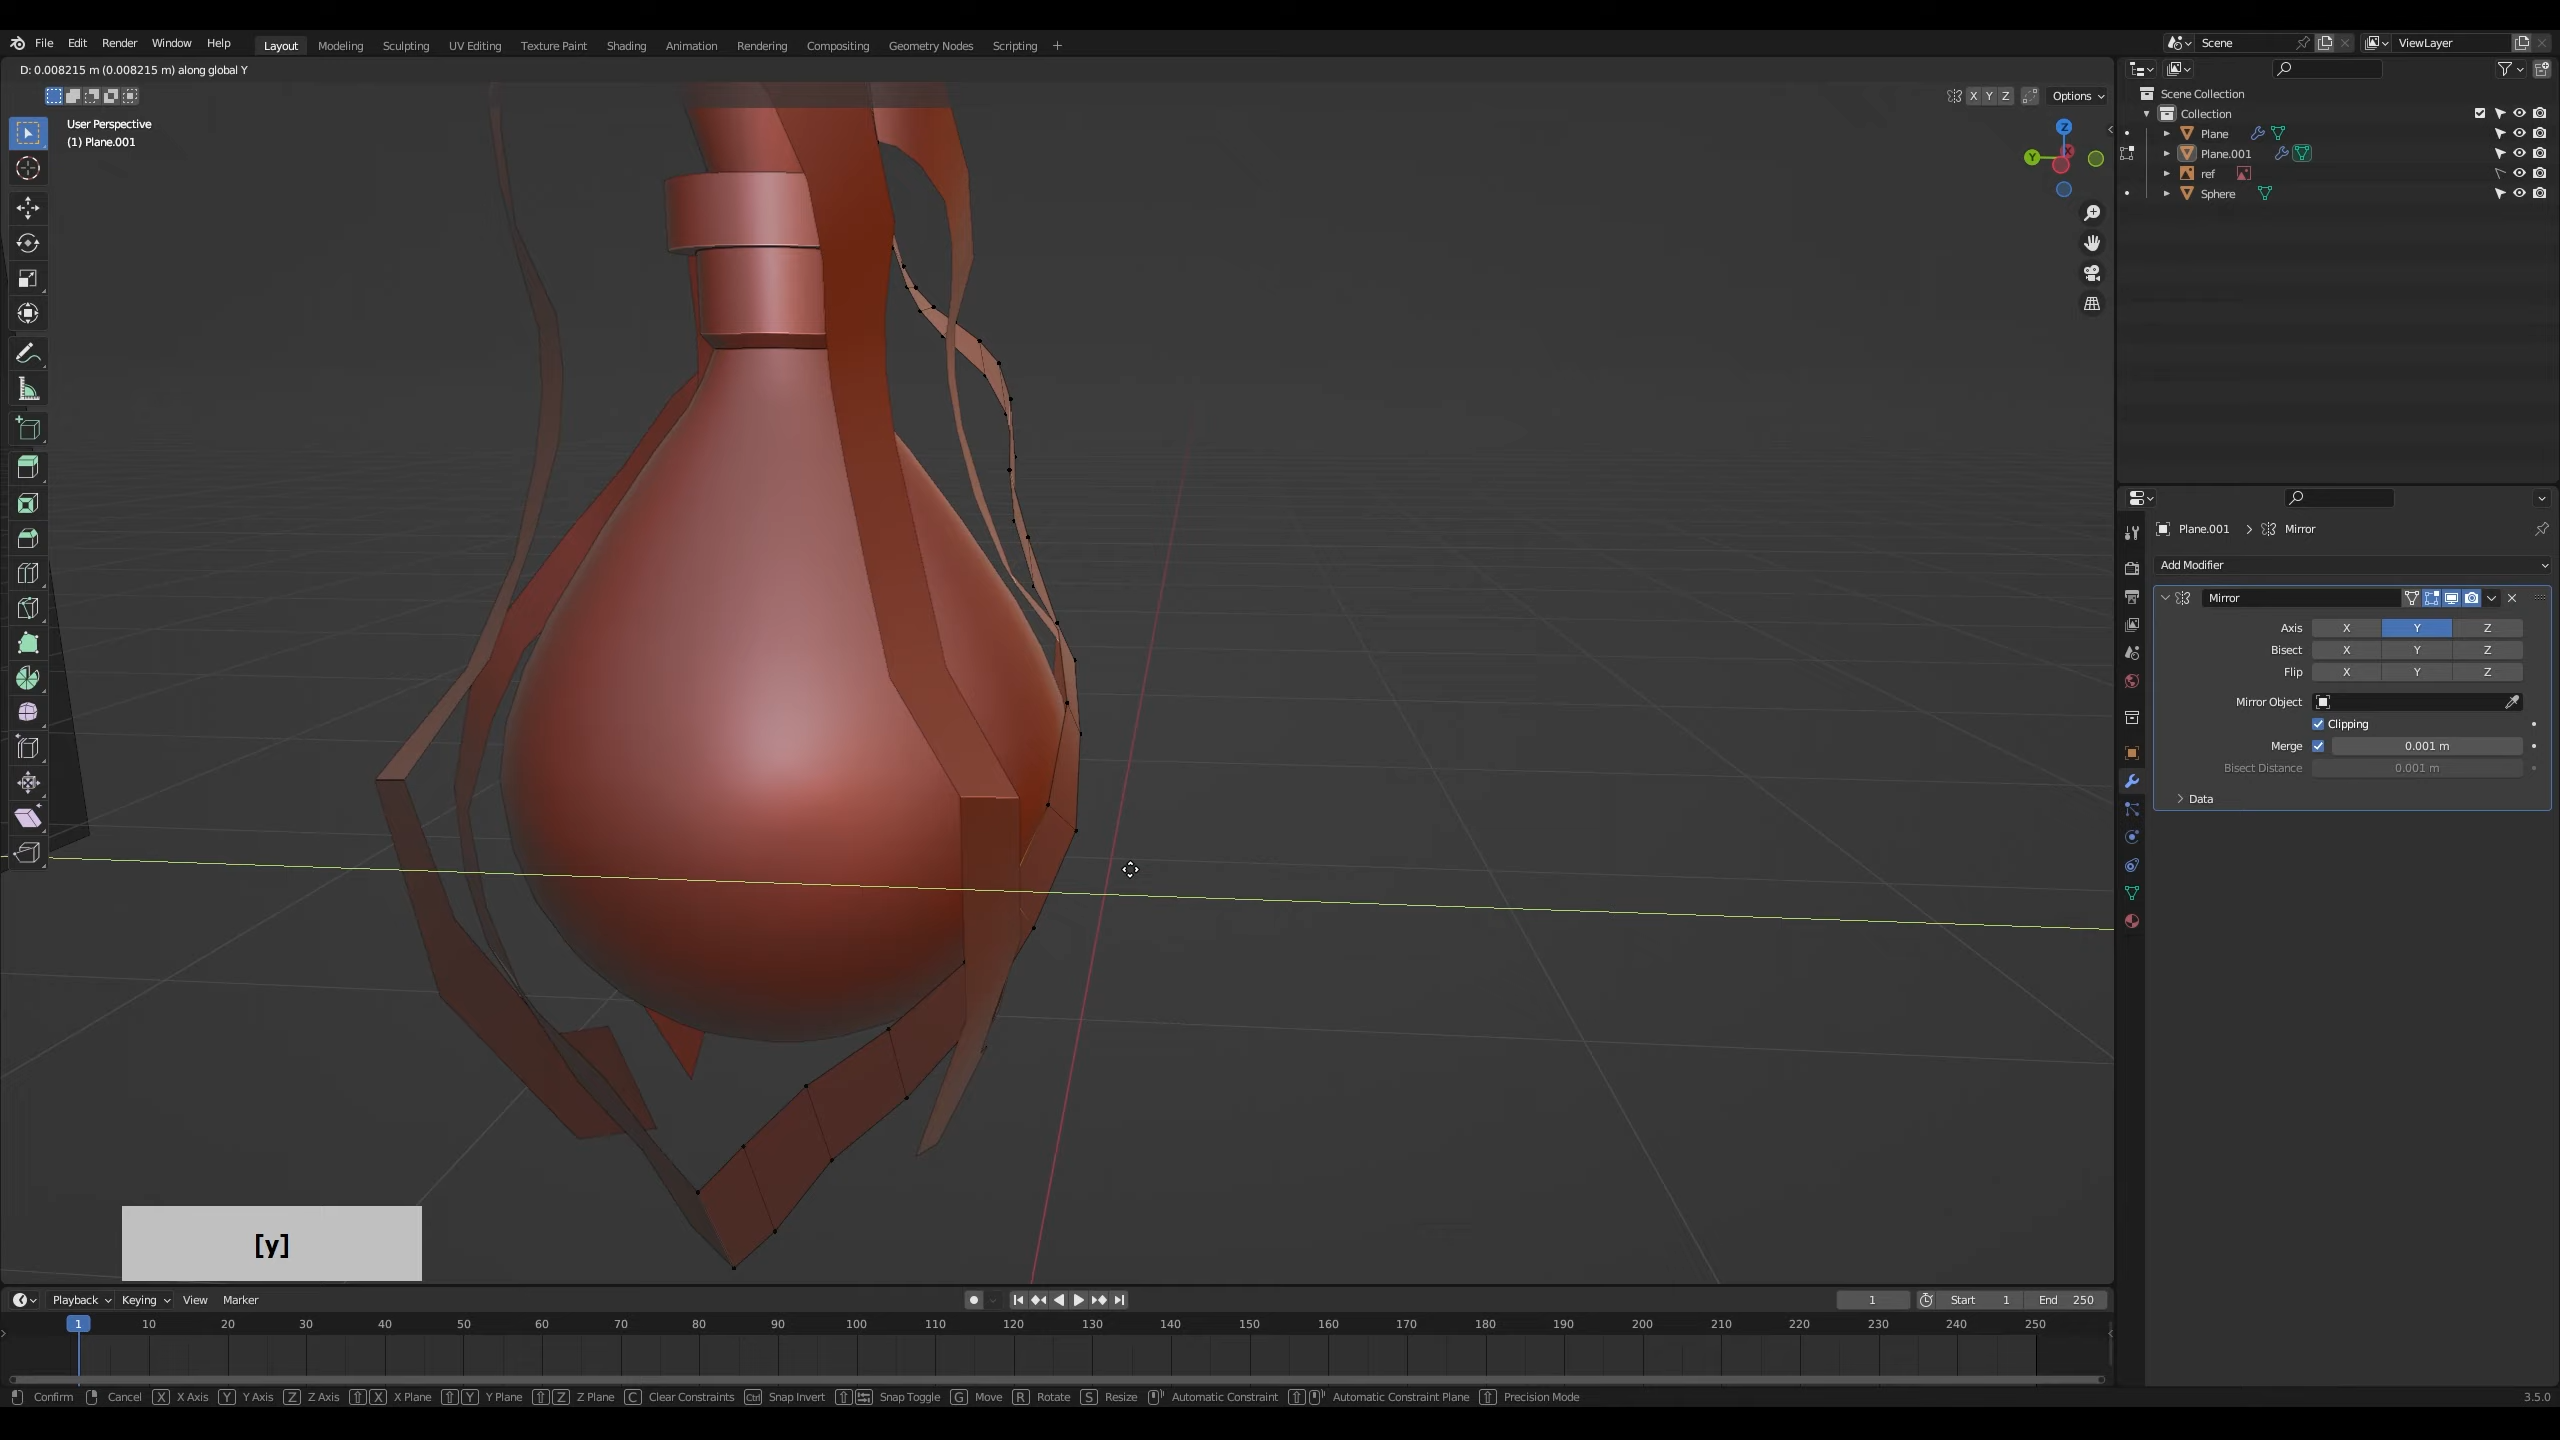 File Edit Render Window Help Layout Modeling Sculpting UV Editing Texture Paint Shading Animation Rendering Compositing Geometry Nodes Scripting + Scene ViewLayer
D: 0.008215 m (0.008215 m) along global Y
X Y Z Options
User Perspective
(1) Plane.001
Z
Y
X
Scene Collection
Collection
Plane
Plane.001
ref
Sphere
Plane.001 > Mirror
Add Modifier
Mirror
Axis X Y Z
Bisect X Y Z
Flip X Y Z
Mirror Object
Clipping
Merge 0.001 m
Bisect Distance 0.001 m
Data
[y]
Playback Keying View Marker 1 Start 1 End 250
1 10 20 30 40 50 60 70 80 90 100 110 120 130 140 150 160 170 180 190 200 210 220 230 240 250
Confirm Cancel X X Axis Y Y Axis Z Z Axis X X Plane Y Y Plane Z Z Plane C Clear Constraints Ctrl Snap Invert Snap Toggle G Move R Rotate S Resize Automatic Constraint Automatic Constraint Plane Precision Mode 3.5.0